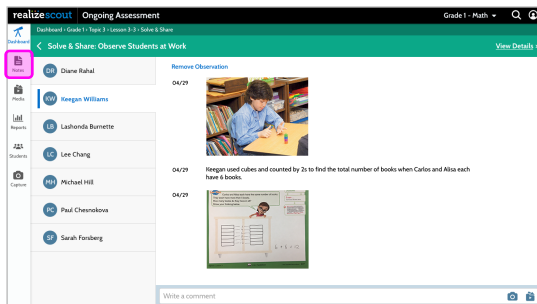 realizescout Ongoing Assessment
Grade 1 - Math
Dashboard › Grade 1 › Topic 3 › Lesson 3-3 › Solve & Share
Dashboard
Solve & Share: Observe Students at Work
View Details
Notes
Media
Reports
Students
Capture
DR Diane Rahal
KW Keegan Williams
LB Lashonda Burnette
LC Lee Chang
MH Michael Hill
PC Paul Chesnokova
SF Sarah Forsberg
Remove Observation
04/29
04/29
Keegan used cubes and counted by 2s to find the total number of books when Carlos and Alisa each
have 6 books.
04/29
Write a comment